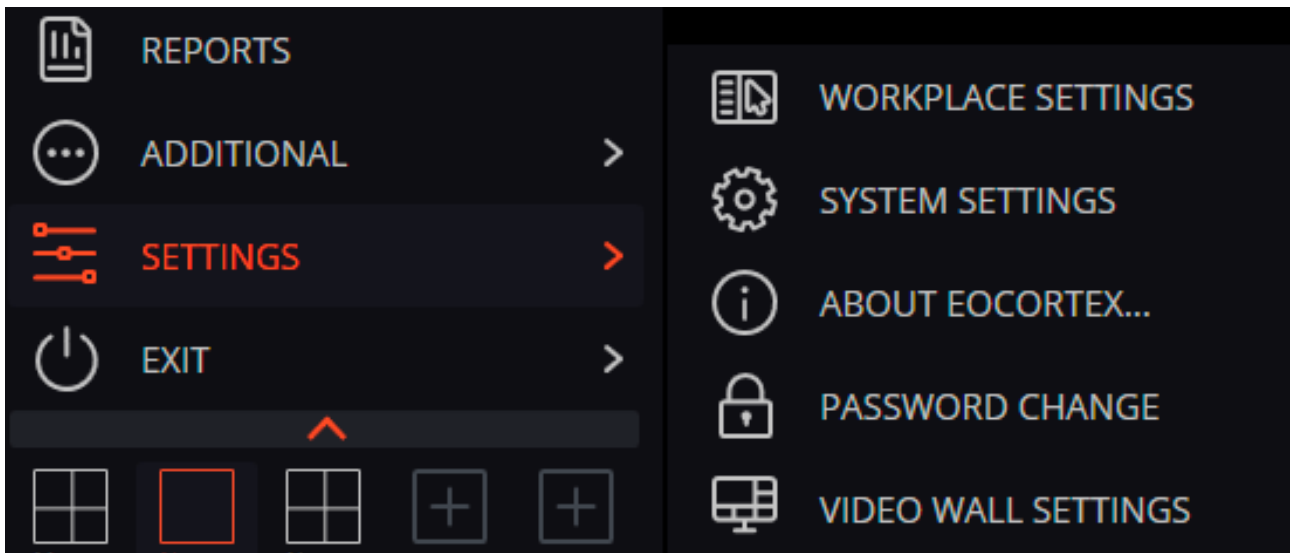 REPORTS
ADDITIONAL
SETTINGS
EXIT
WORKPLACE SETTINGS
SYSTEM SETTINGS
ABOUT EOCORTEX...
PASSWORD CHANGE
VIDEO WALL SETTINGS